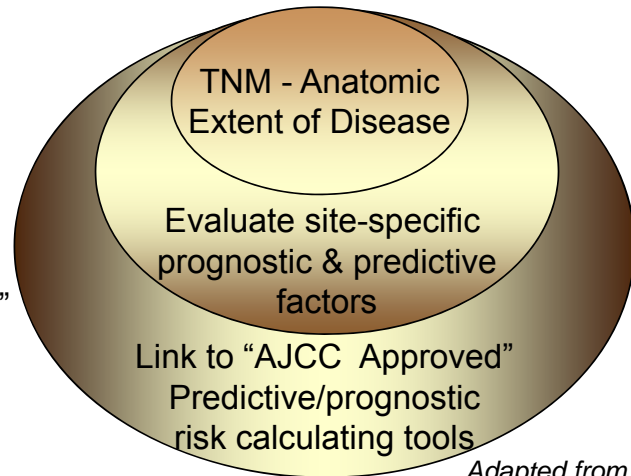 TNM - Anatomic
Extent of Disease
Evaluate site-specific
prognostic & predictive
factors
”
Link to “AJCC Approved”
Predictive/prognostic
risk calculating tools
Adapted from